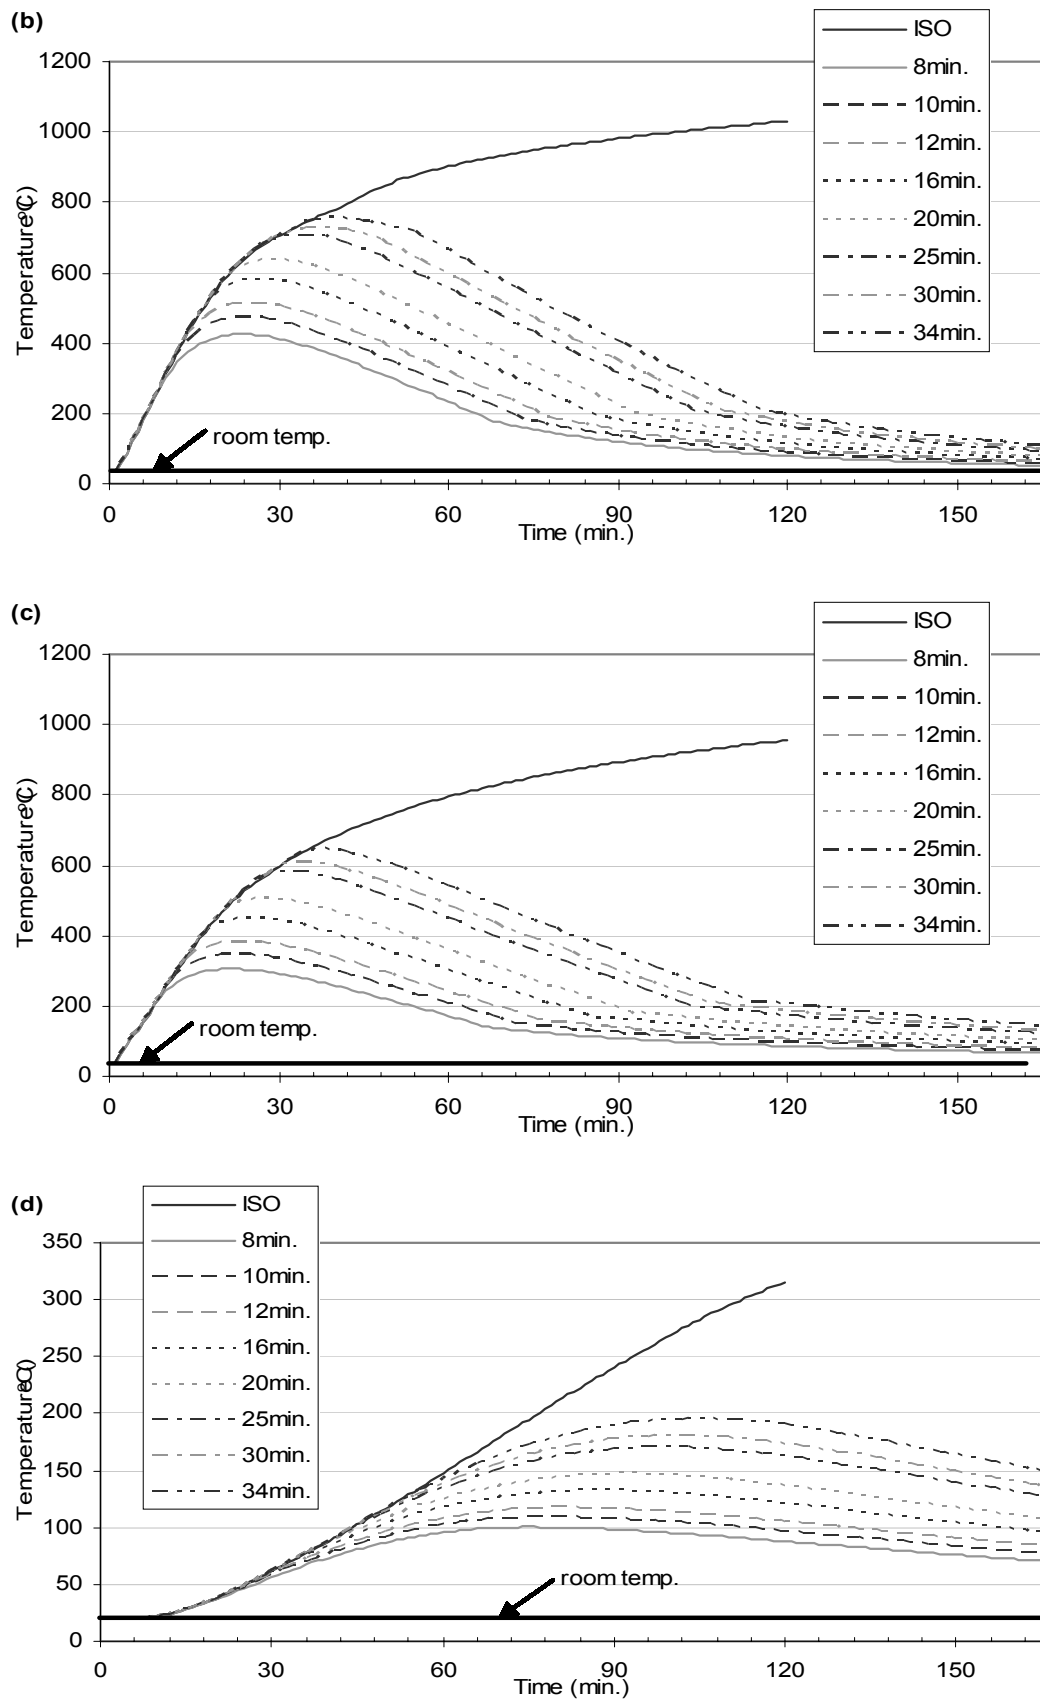 (b)
ISO
8min.
10min.
12min.
16min.
20min.
25min.
30min.
34min.
1200
1000
800
600
400
200
0
Temperature(ºC)
room temp.
0 30 60 90 120 150
Time (min.)
(c)
ISO
8min.
10min.
12min.
16min.
20min.
25min.
30min.
34min.
1200
1000
800
600
400
200
0
Temperature(ºC)
room temp.
0 30 60 90 120 150
Time (min.)
(d)
ISO
8min.
10min.
12min.
16min.
20min.
25min.
30min.
34min.
350
300
250
200
150
100
50
0
Temperature(ºC)
room temp.
0 30 60 90 120 150
Time (min.)